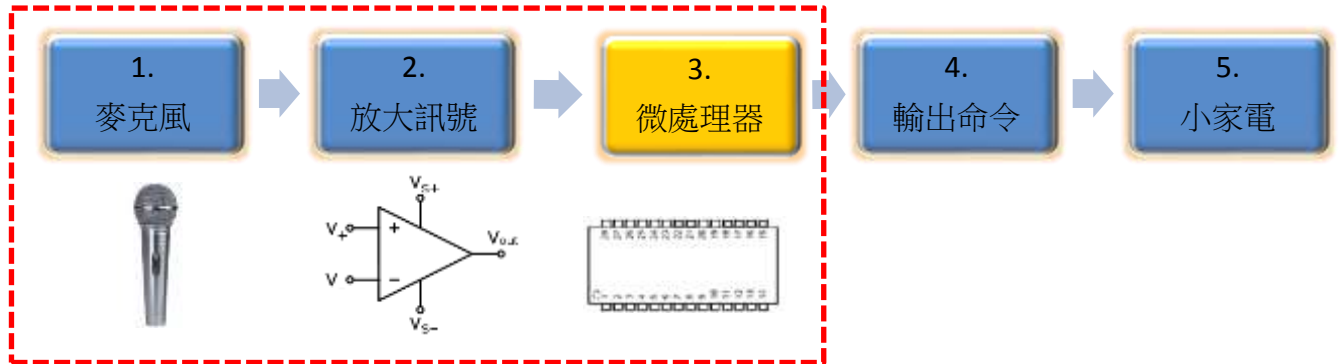 1.
麥克風
2.
放大訊號
3.
微處理器
4.
輸出命令
5.
小家電
VS+
V+
+
Vout
V
−
VS−